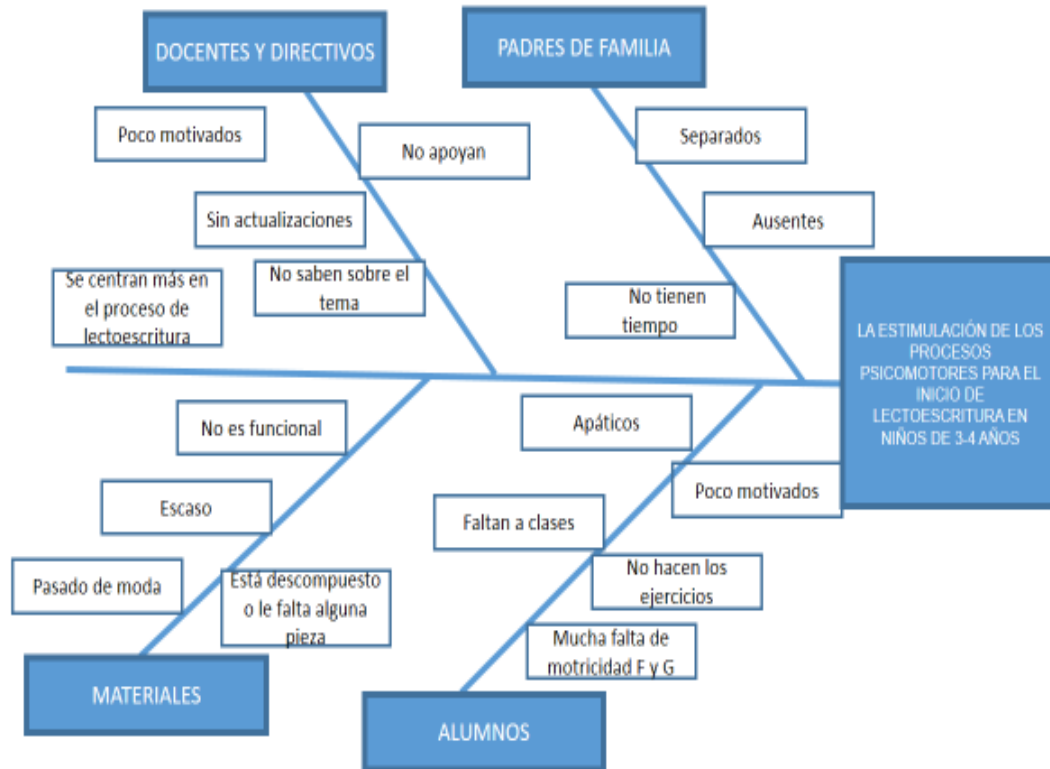 DOCENTES Y DIRECTIVOS
PADRES DE FAMILIA
Poco motivados
No apoyan
Sin actualizaciones
No saben sobre el
tema
Se centran más en
el proceso de
lectoescritura
Separados
Ausentes
No tienen
tiempo
LA ESTIMULACIÓN DE LOS
PROCESOS
PSICOMOTORES PARA EL
INICIO DE
LECTOESCRITURA EN
NIÑOS DE 3-4 AÑOS
No es funcional
Escaso
Pasado de moda
Está descompuesto
o le falta alguna
pieza
MATERIALES
Apáticos
Poco motivados
Faltan a clases
No hacen los
ejercicios
Mucha falta de
motricidad F y G
ALUMNOS